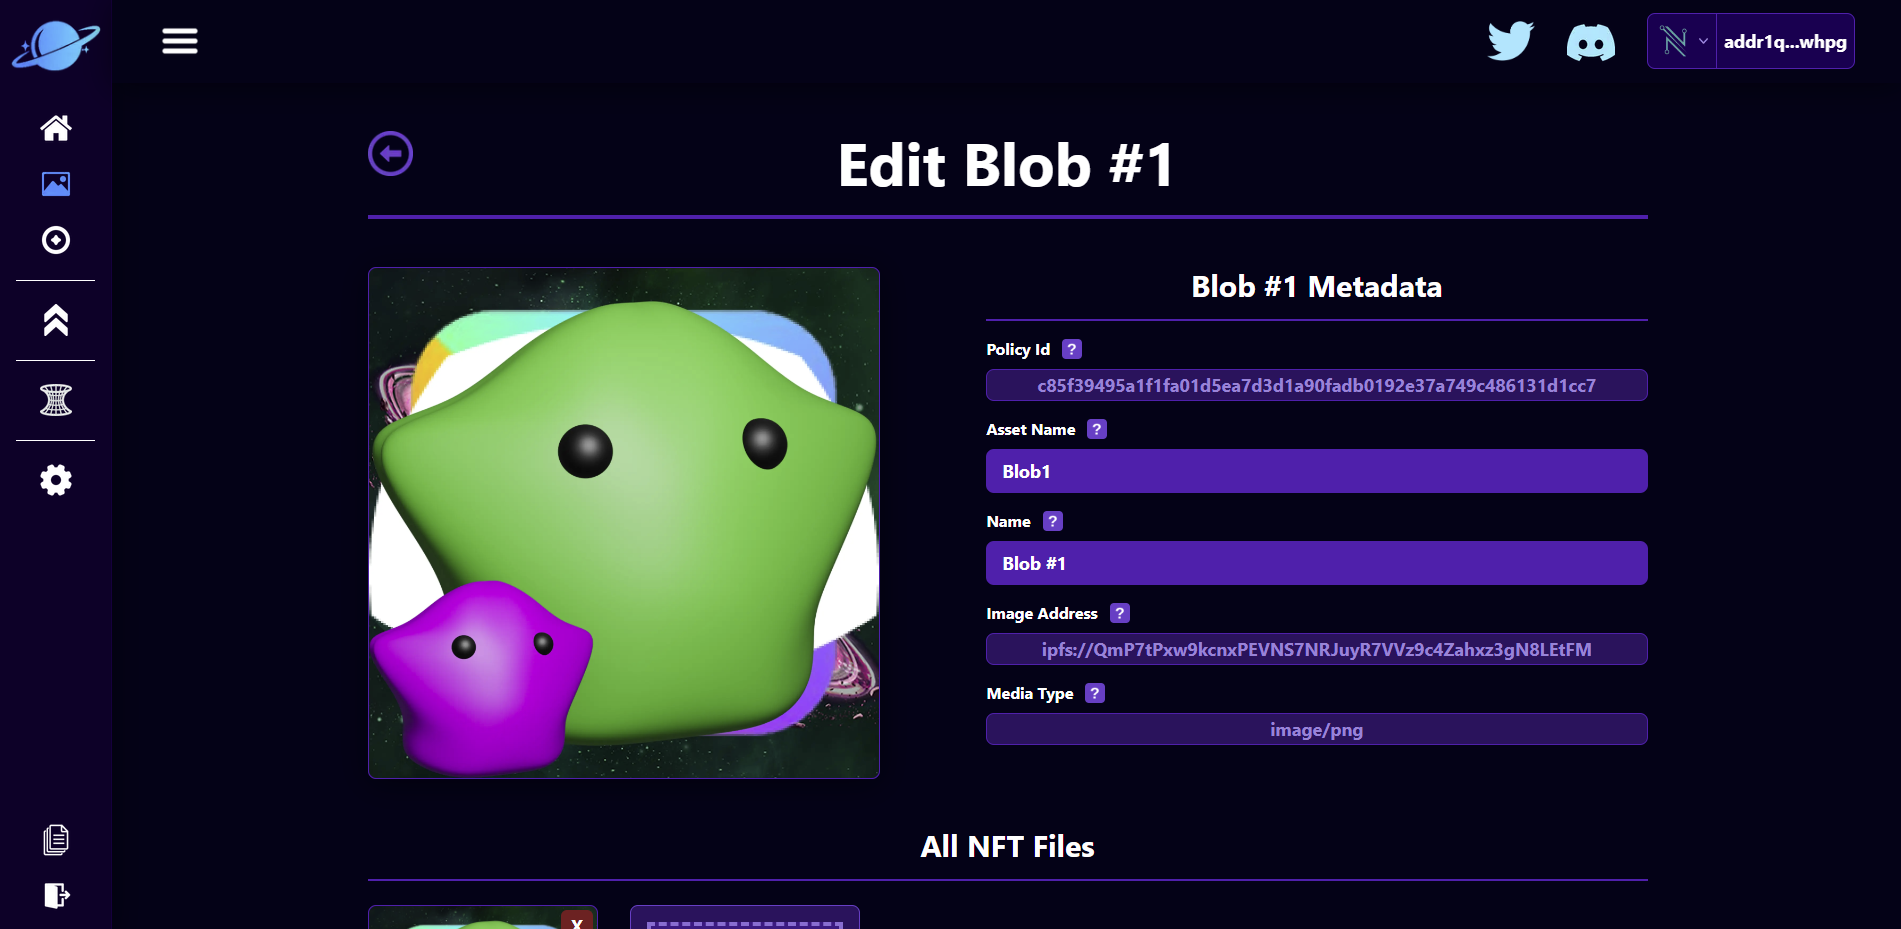 addr1q...whpg
Edit Blob #1
Blob #1 Metadata
Policy Id ?
c85f39495a1f1fa01d5ea7d3d1a90fadb0192e37a749c486131d1cc7
Asset Name ?
Blob1
Name ?
Blob #1
Image Address ?
ipfs://QmP7tPxw9kcnxPEVNS7NRJuyR7VVz9c4Zahxz3gN8LEtFM
Media Type ?
image/png
All NFT Files
x